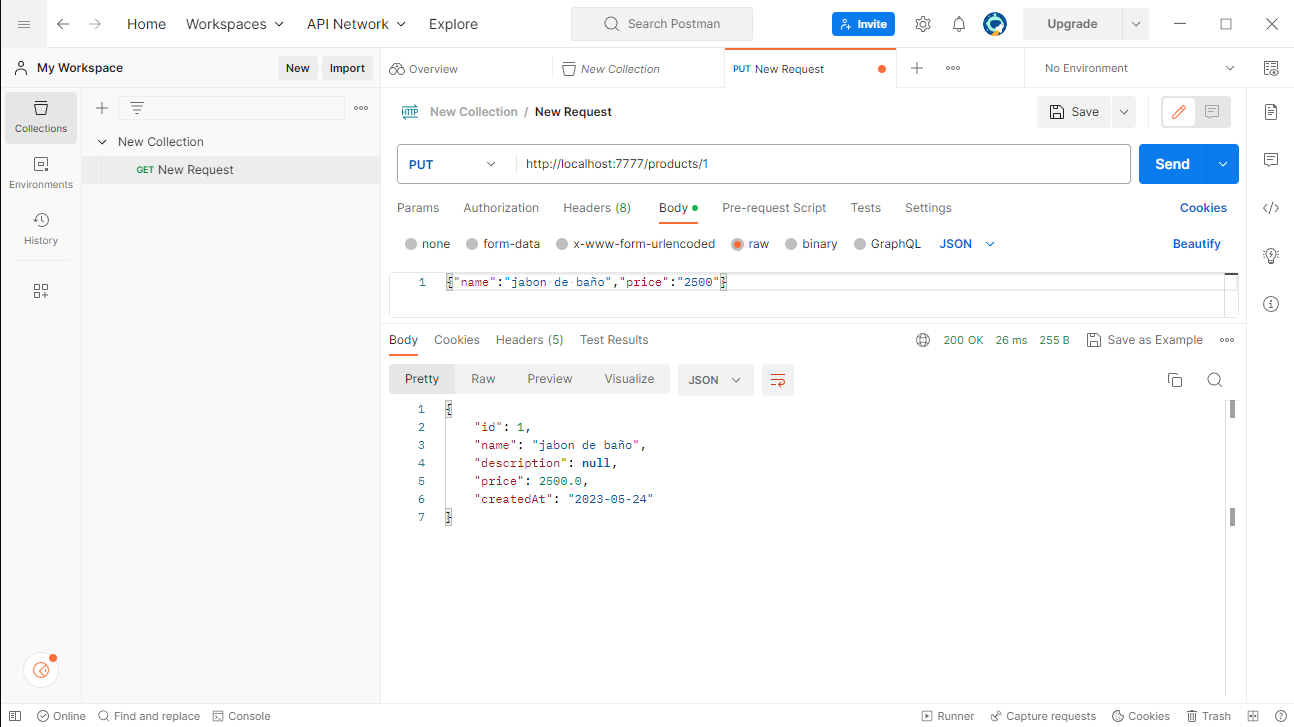 Home Workspaces API Network Explore Search Postman Invite Upgrade
My Workspace New Import Overview New Collection PUT New Request No Environment
Collections
Environments
History
New Collection
GET New Request
HTTP New Collection / New Request Save
PUT http://localhost:7777/products/1 Send
Params Authorization Headers (8) Body Pre-request Script Tests Settings Cookies
none form-data x-www-form-urlencoded raw binary GraphQL JSON Beautify
1 {"name":"jabon de baño","price":"2500"}
Body Cookies Headers (5) Test Results 200 OK 26 ms 255 B Save as Example
Pretty Raw Preview Visualize JSON
1 {
2 "id": 1,
3 "name": "jabon de baño",
4 "description": null,
5 "price": 2500.0,
6 "createdAt": "2023-05-24"
7 }
Online Find and replace Console Runner Capture requests Cookies Trash